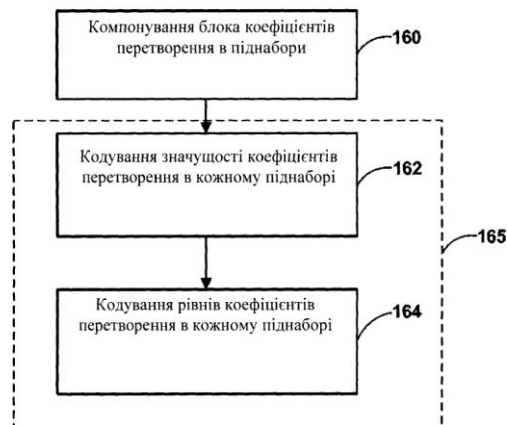 Компонування блока коефіцієнтів
перетворення в піднабори
160
Кодування значущості коефіцієнтів
перетворення в кожному піднаборі
162
165
Кодування рівнів коефіцієнтів
перетворення в кожному піднаборі
164